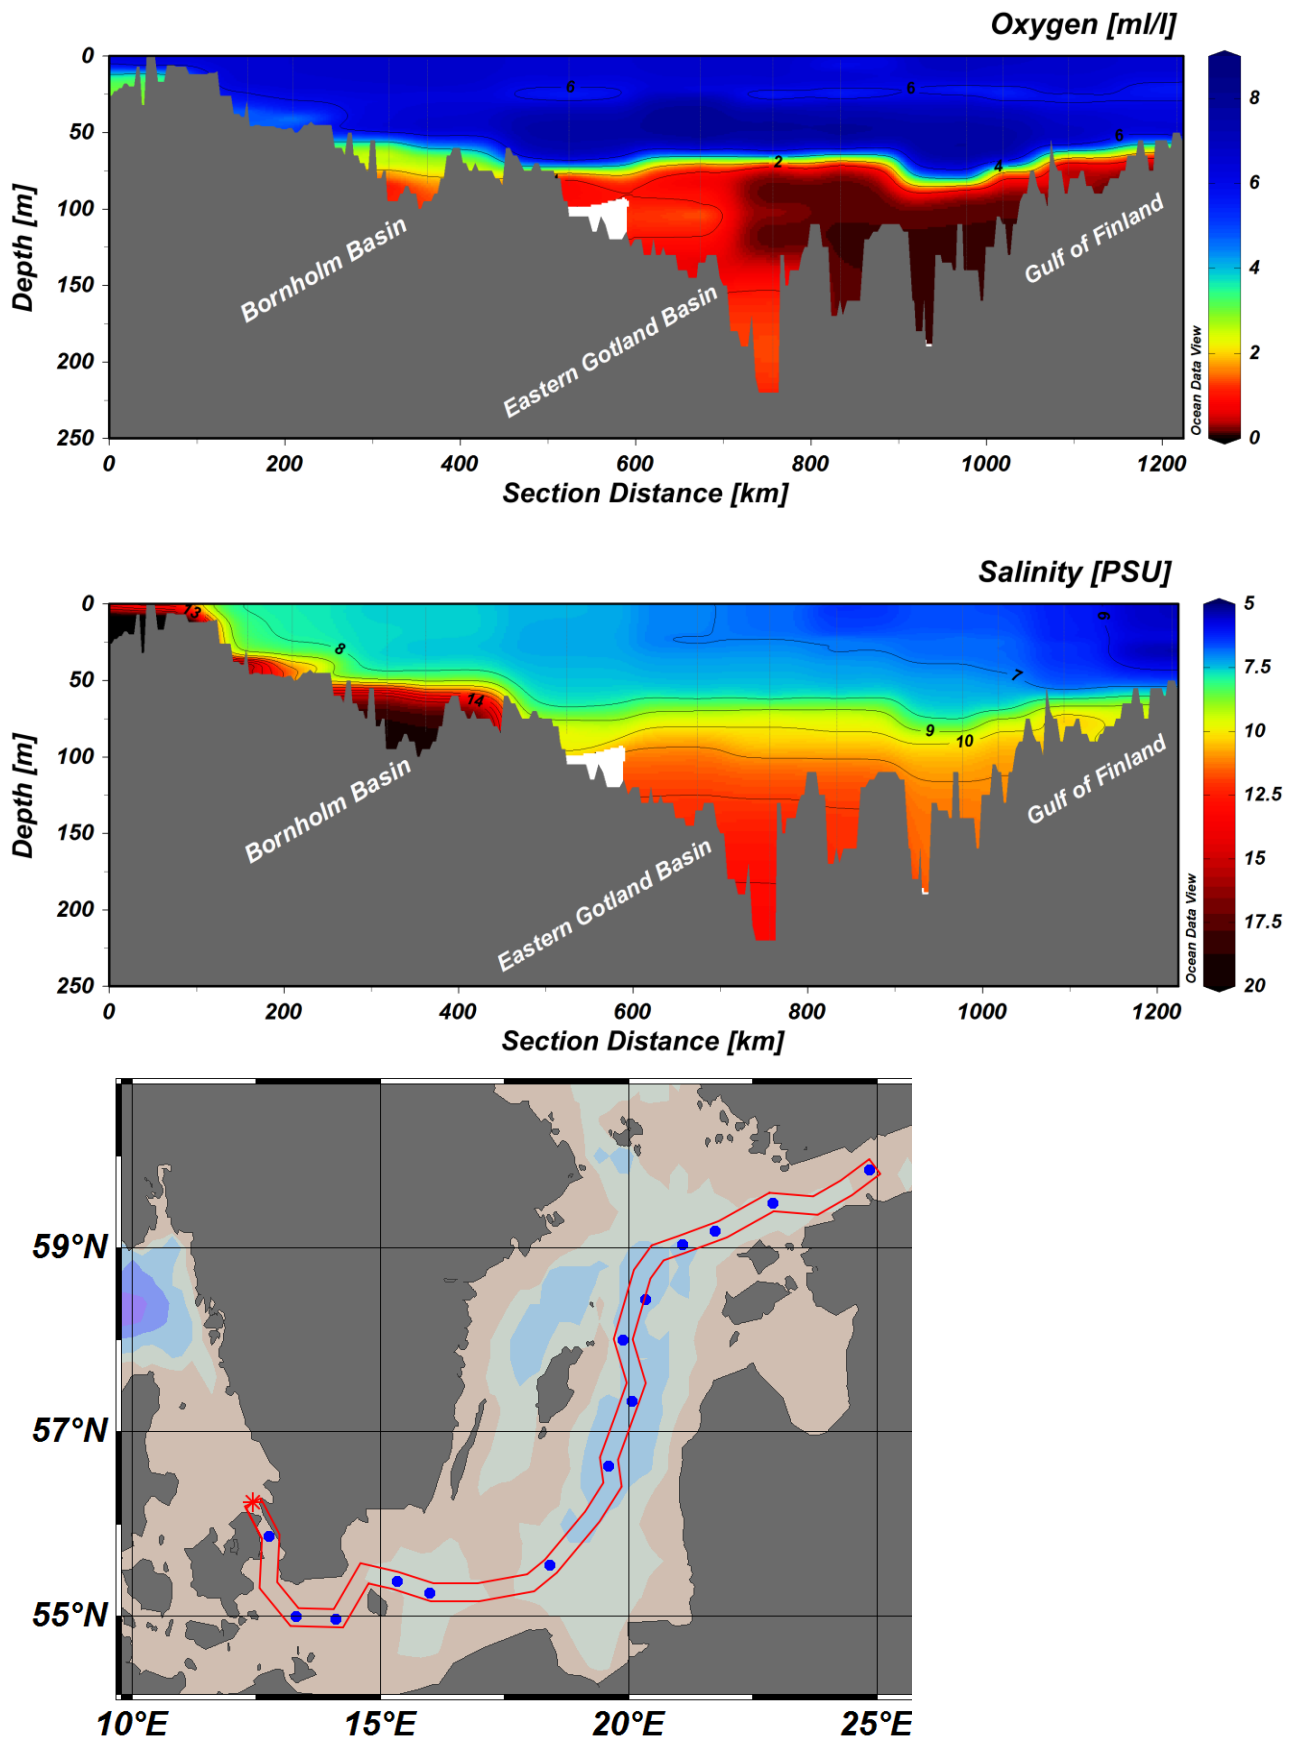 Oxygen [ml/l]
0
50
100
150
200
250
Depth [m]
6
6
6
2
4
Bornholm Basin
Eastern Gotland Basin
Gulf of Finland
Ocean Data View
8
6
4
2
0
0
200
400
600
800
1000
1200
Section Distance [km]
Salinity [PSU]
0
50
100
150
200
250
Depth [m]
13
8
14
7
6
9
10
Bornholm Basin
Eastern Gotland Basin
Gulf of Finland
Ocean Data View
5
7.5
10
12.5
15
17.5
20
0
200
400
600
800
1000
1200
Section Distance [km]
59°N
57°N
55°N
10°E
15°E
20°E
25°E